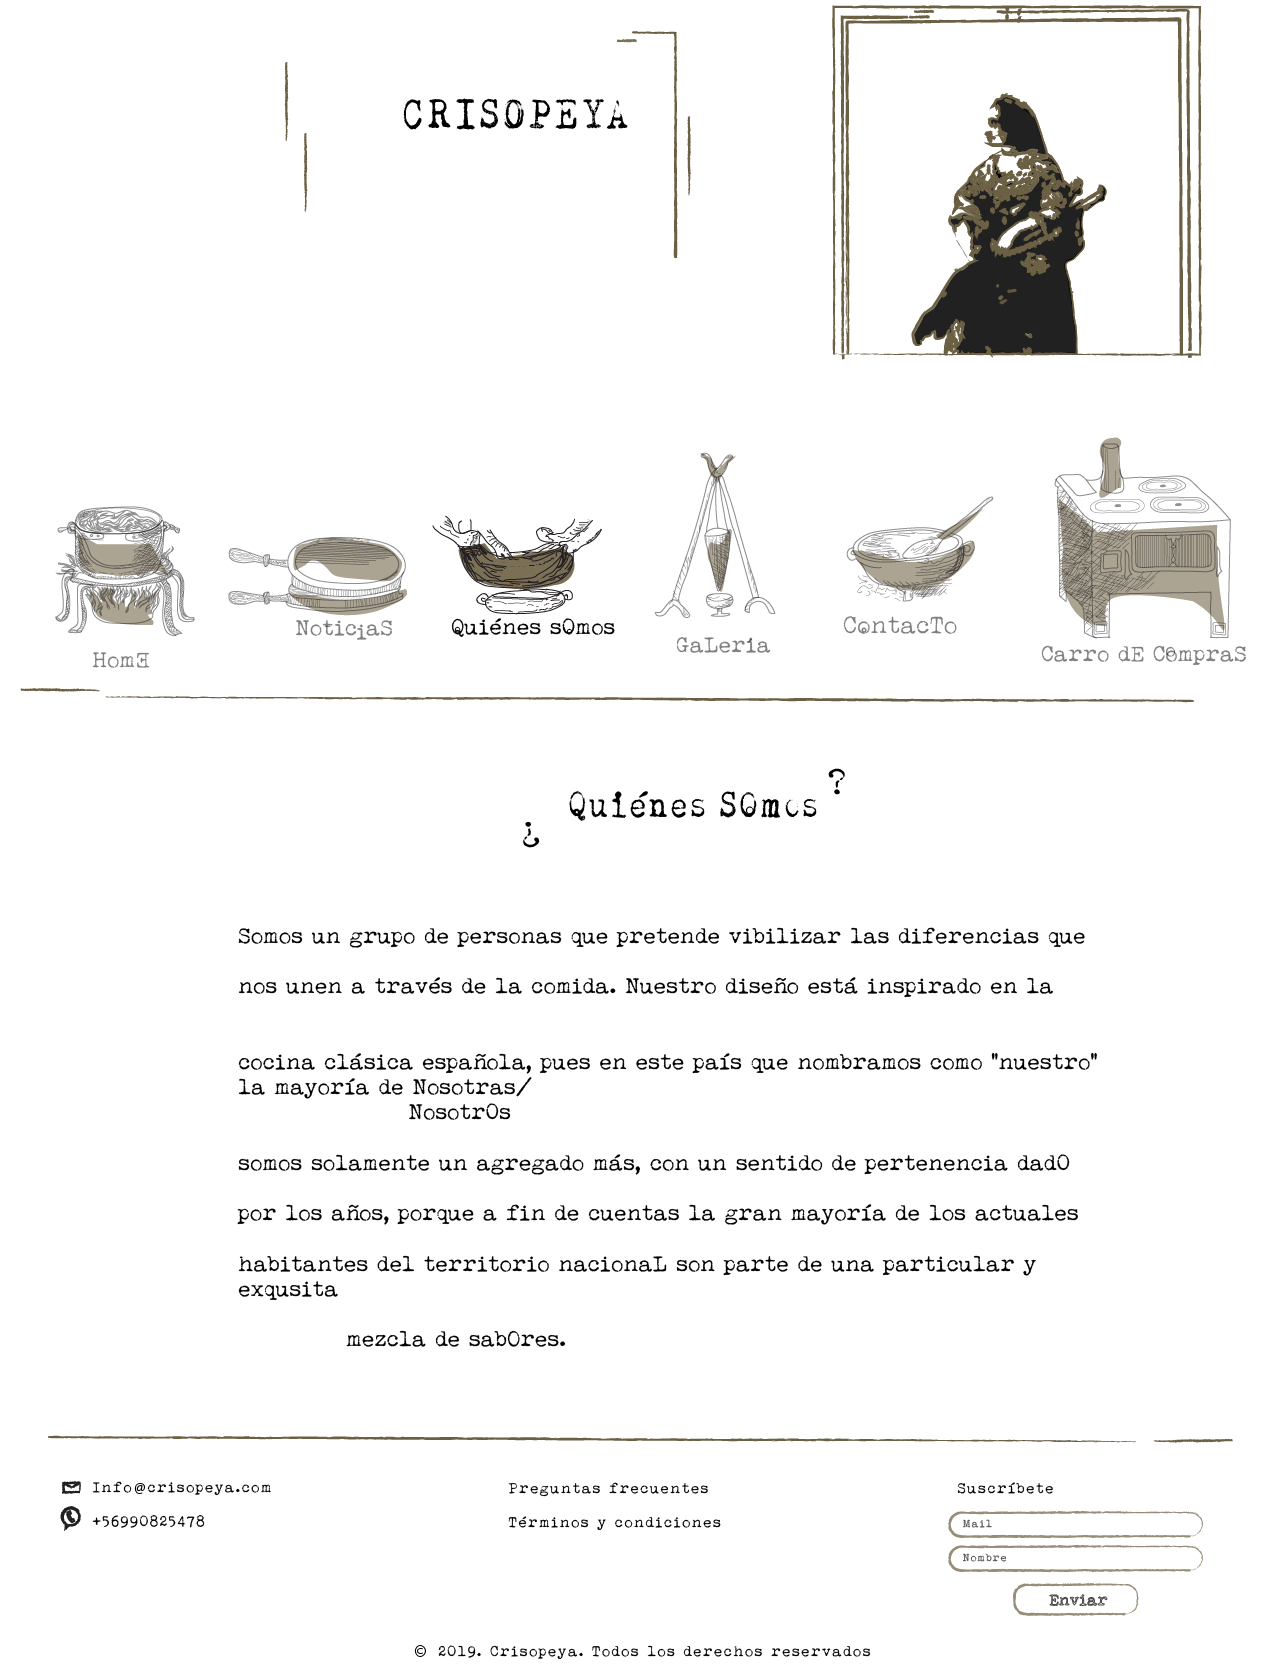 CRISOPEYA
HomE
NoticiaS
Quiénes sOmos
GaLeria
ContacTo
Carro dE CompraS
¿ Quiénes SOmos ?
Somos un grupo de personas que pretende vibilizar las diferencias que
nos unen a través de la comida. Nuestro diseño está inspirado en la
cocina clásica española, pues en este país que nombramos como "nuestro"
la mayoría de Nosotras/
NosotrOs
somos solamente un agregado más, con un sentido de pertenencia dadO
por los años, porque a fin de cuentas la gran mayoría de los actuales
habitantes del territorio nacionaL son parte de una particular y
exqusita
mezcla de sabOres.
Info@crisopeya.com
+56990825478
Preguntas frecuentes
Términos y condiciones
Suscríbete
Mail
Nombre
Enviar
© 2019. Crisopeya. Todos los derechos reservados